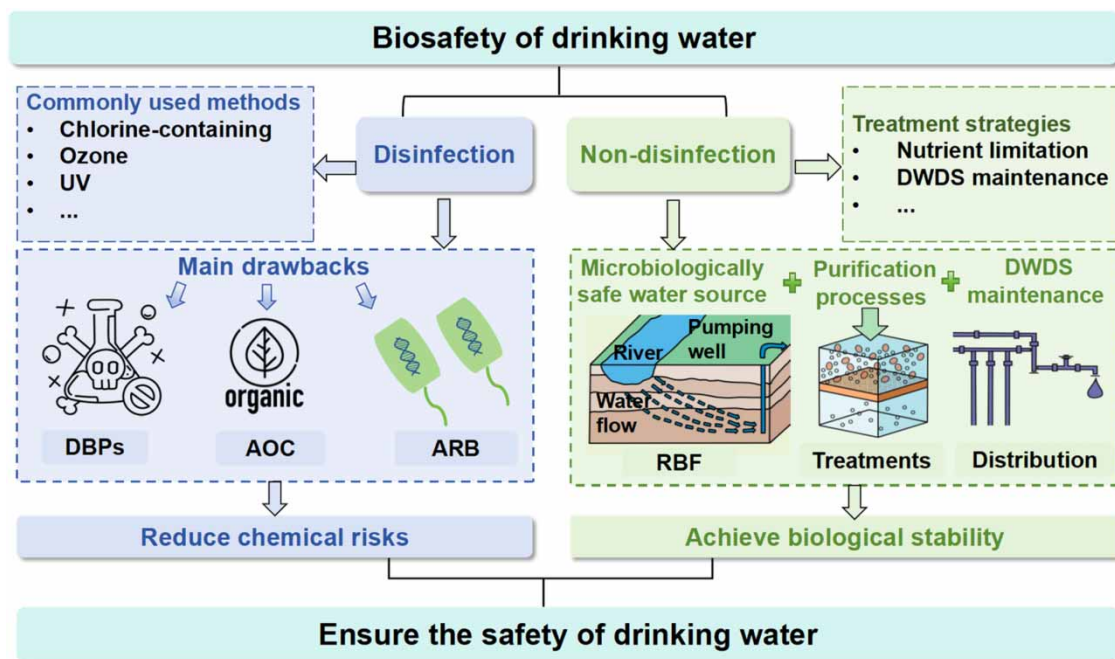 Biosafety of drinking water
Commonly used methods
• Chlorine-containing
• Ozone
• UV
• ...
Disinfection
Non-disinfection
Treatment strategies
• Nutrient limitation
• DWDS maintenance
• ...
Main drawbacks
organic
DBPs
AOC
ARB
Microbiologically
safe water source
+
Purification
processes
+
DWDS
maintenance
River
Pumping
well
Water
flow
RBF
Treatments
Distribution
Reduce chemical risks
Achieve biological stability
Ensure the safety of drinking water